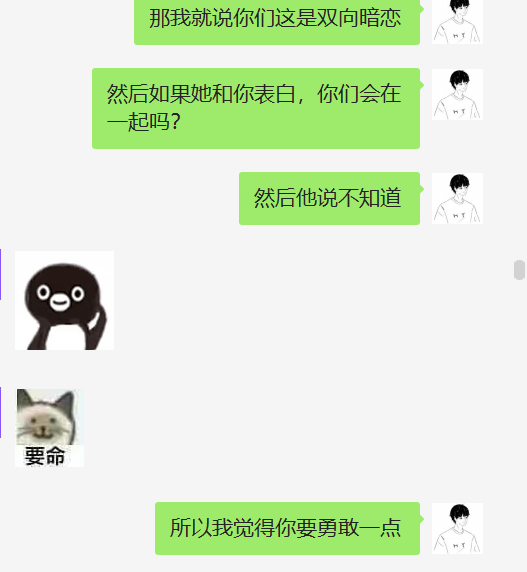 那我就说你们这是双向暗恋
然后如果她和你表白，你们会在
一起吗？
然后他说不知道
要命
所以我觉得你要勇敢一点